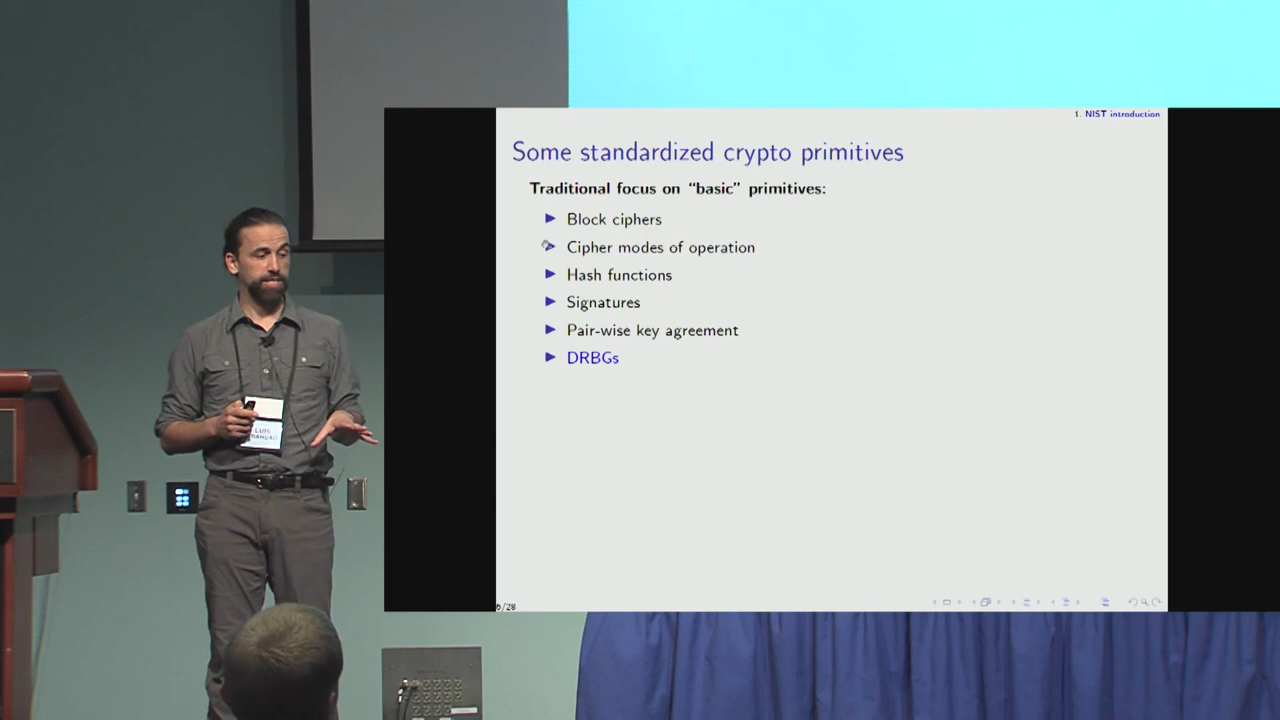 1. NIST introduction
Some standardized crypto primitives
Traditional focus on “basic” primitives:
Block ciphers
Cipher modes of operation
Hash functions
Signatures
Pair-wise key agreement
DRBGs
6/28
LUIS